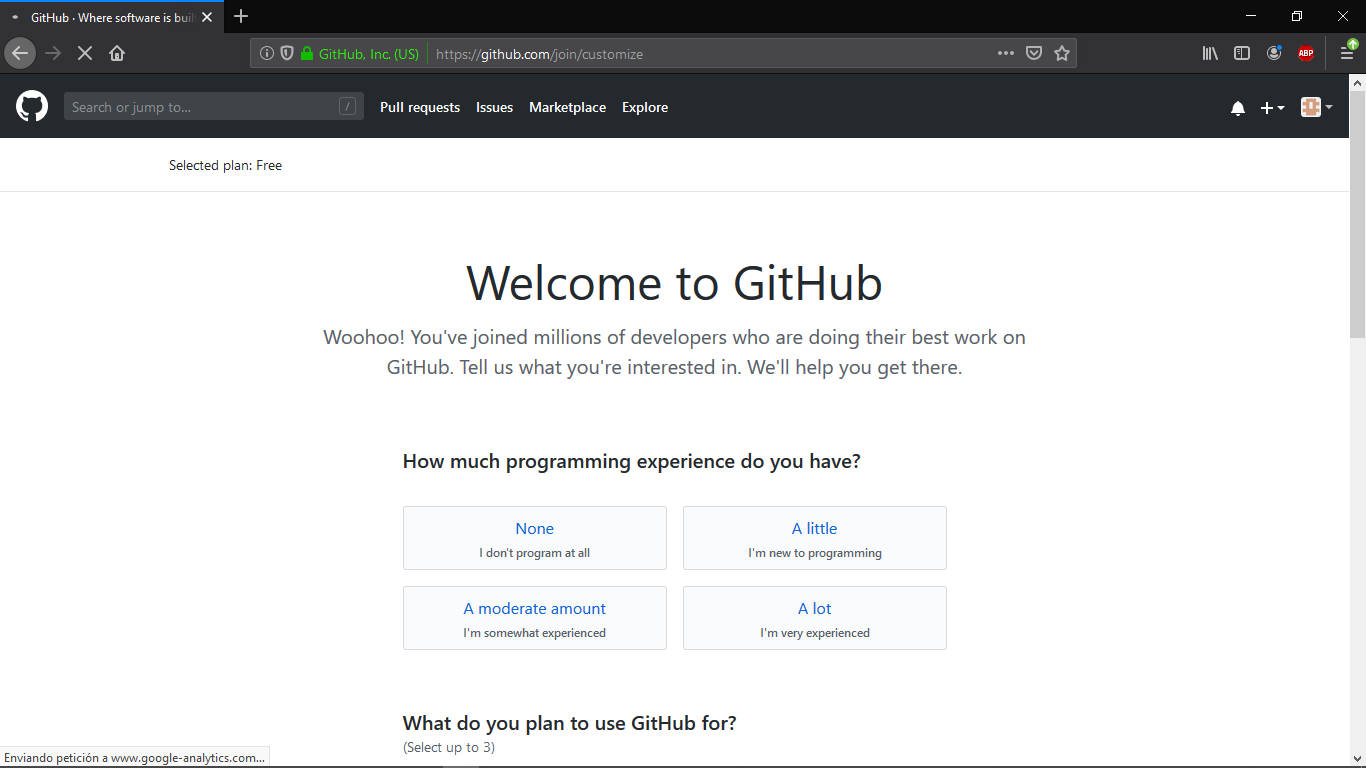 GitHub · Where software is buil
GitHub, Inc. (US)
https://github.com/join/customize
ABP
Search or jump to...
/
Pull requests
Issues
Marketplace
Explore
Selected plan: Free
Welcome to GitHub
Woohoo! You've joined millions of developers who are doing their best work on
GitHub. Tell us what you're interested in. We'll help you get there.
How much programming experience do you have?
None
I don't program at all
A little
I'm new to programming
A moderate amount
I'm somewhat experienced
A lot
I'm very experienced
What do you plan to use GitHub for?
(Select up to 3)
Enviando petición a www.google-analytics.com...